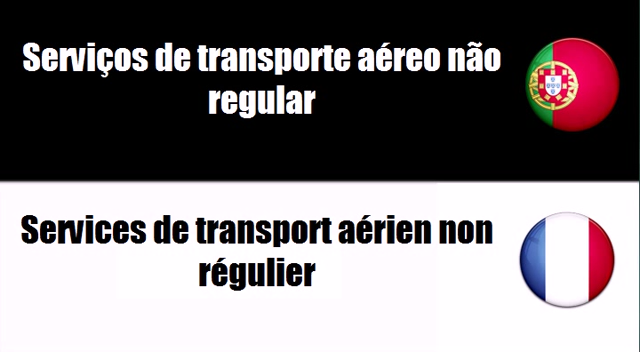 Serviços de transporte aéreo não
regular
Services de transport aérien non
régulier